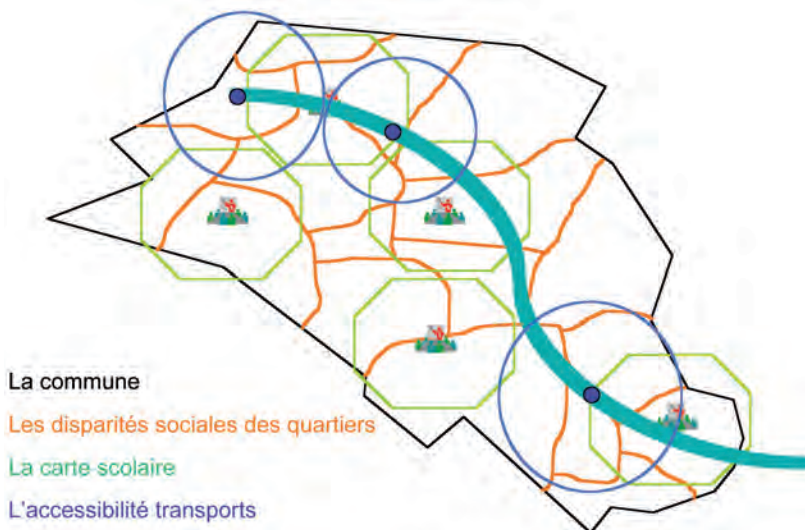 La commune
Les disparités sociales des quartiers
La carte scolaire
L'accessibilité transports